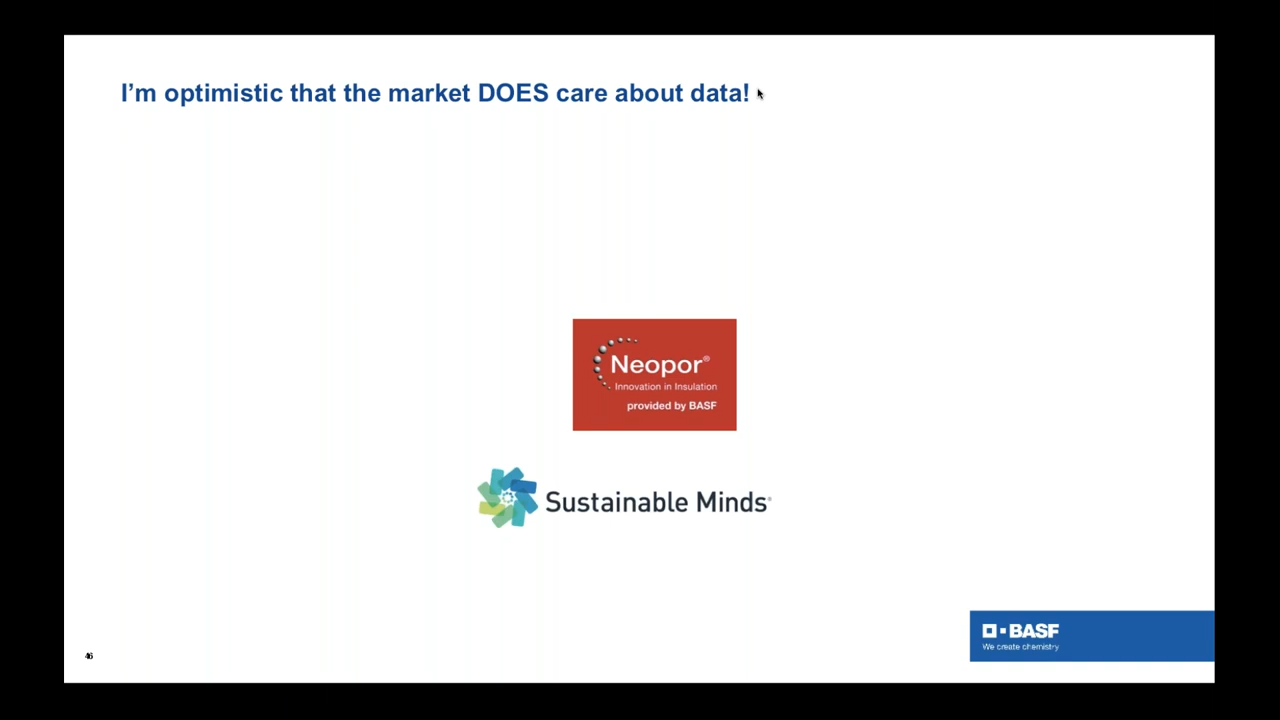 I'm optimistic that the market DOES care about data!
Neopor®
Innovation in Insulation
provided by BASF
Sustainable Minds®
BASF
We create chemistry